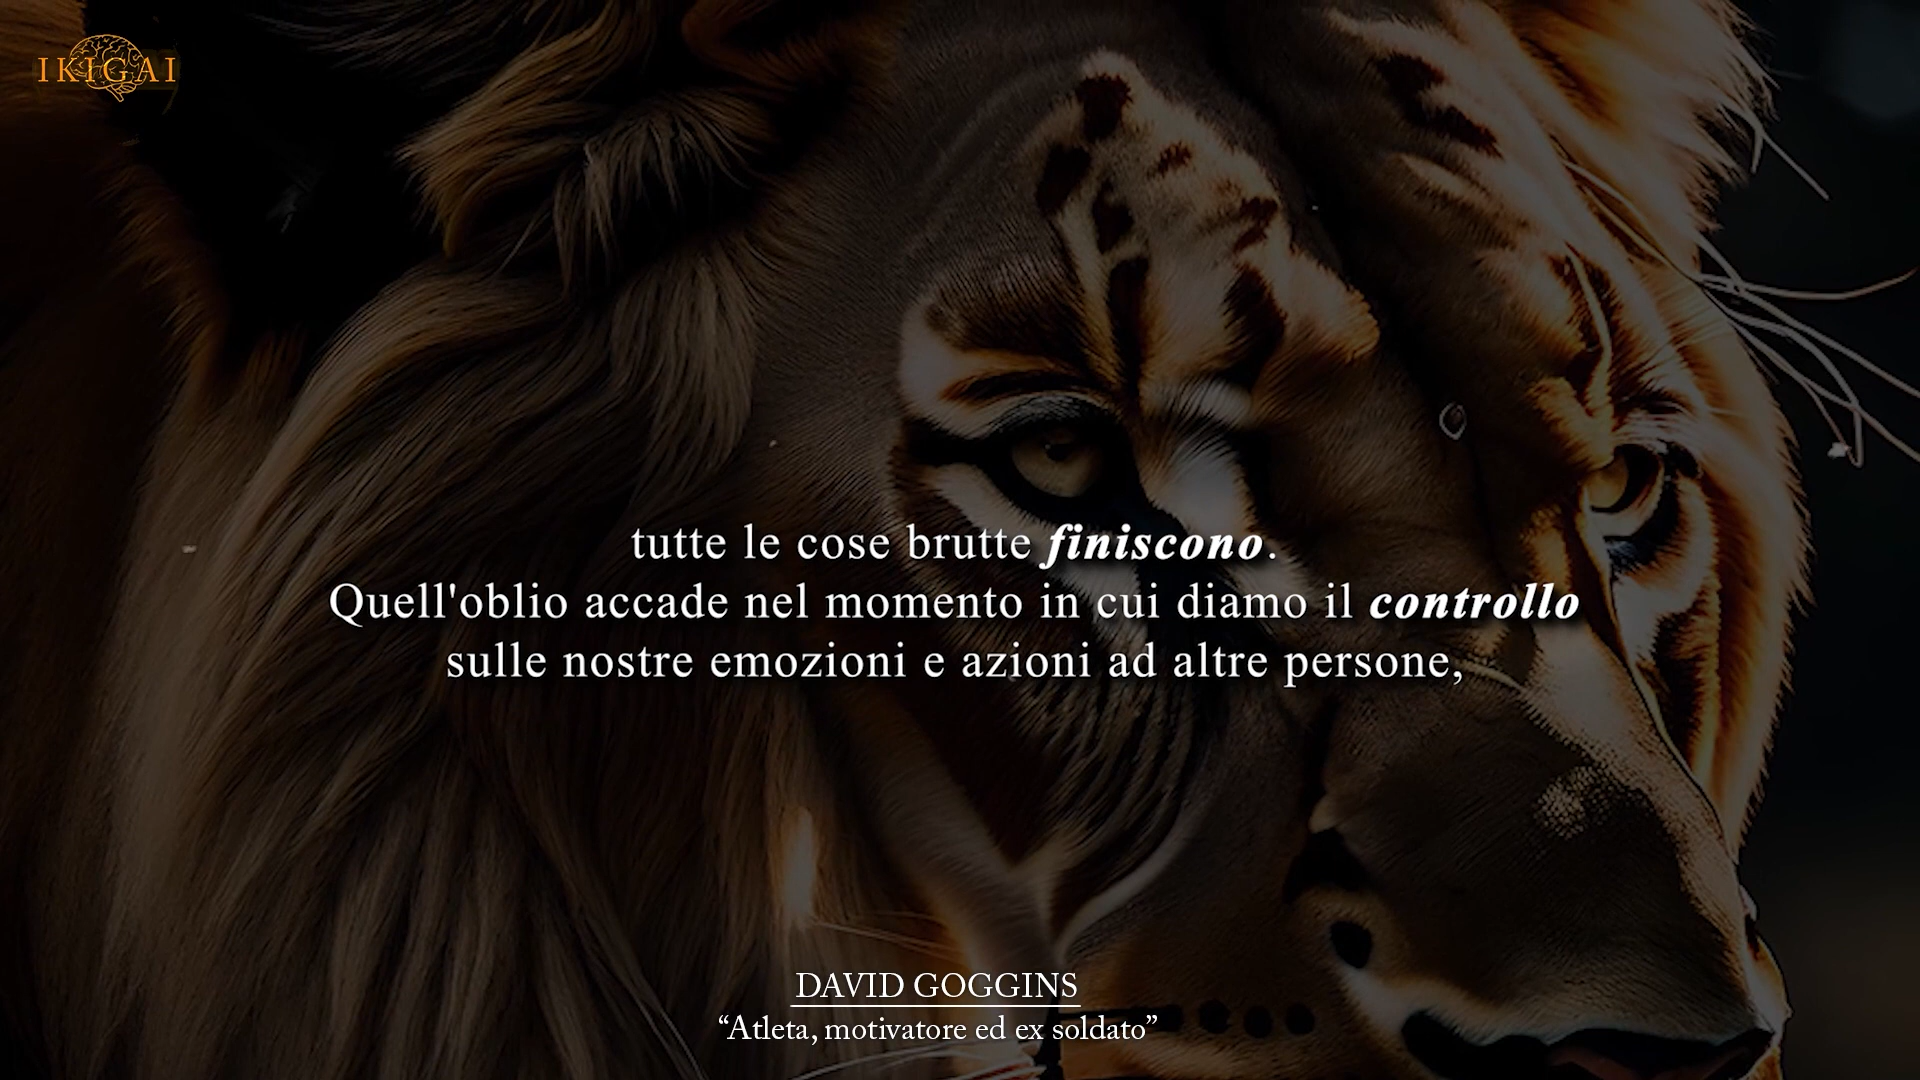 IKIGAI
tutte le cose brutte finiscono.
Quell'oblio accade nel momento in cui diamo il controllo
sulle nostre emozioni e azioni ad altre persone,
DAVID GOGGINS
“Atleta, motivatore ed ex soldato”